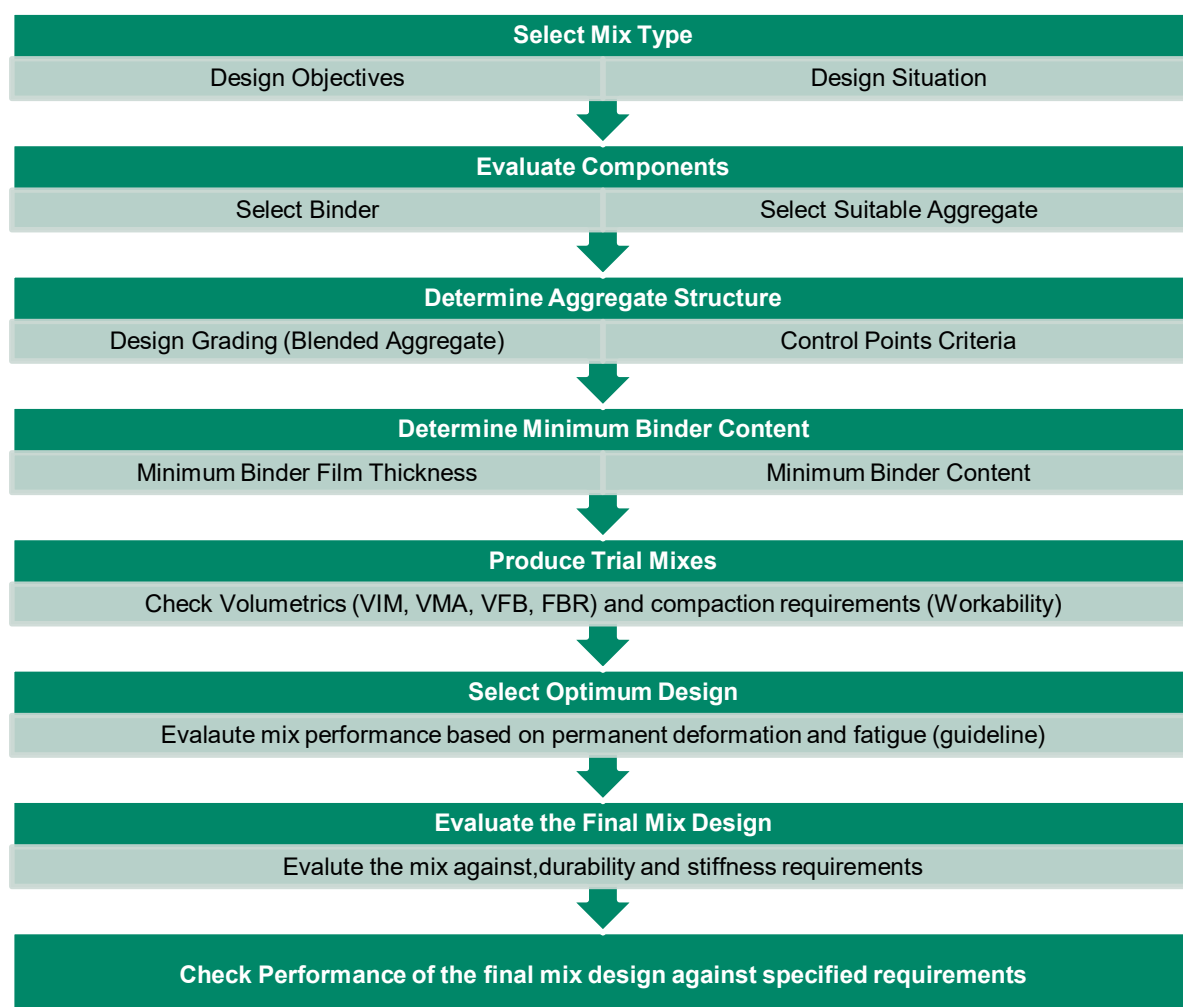 Select Mix Type
Design Objectives
Design Situation
Evaluate Components
Select Binder
Select Suitable Aggregate
Determine Aggregate Structure
Design Grading (Blended Aggregate)
Control Points Criteria
Determine Minimum Binder Content
Minimum Binder Film Thickness
Minimum Binder Content
Produce Trial Mixes
Check Volumetrics (VIM, VMA, VFB, FBR) and compaction requirements (Workability)
Select Optimum Design
Evalaute mix performance based on permanent deformation and fatigue (guideline)
Evaluate the Final Mix Design
Evalute the mix against,durability and stiffness requirements
Check Performance of the final mix design against specified requirements